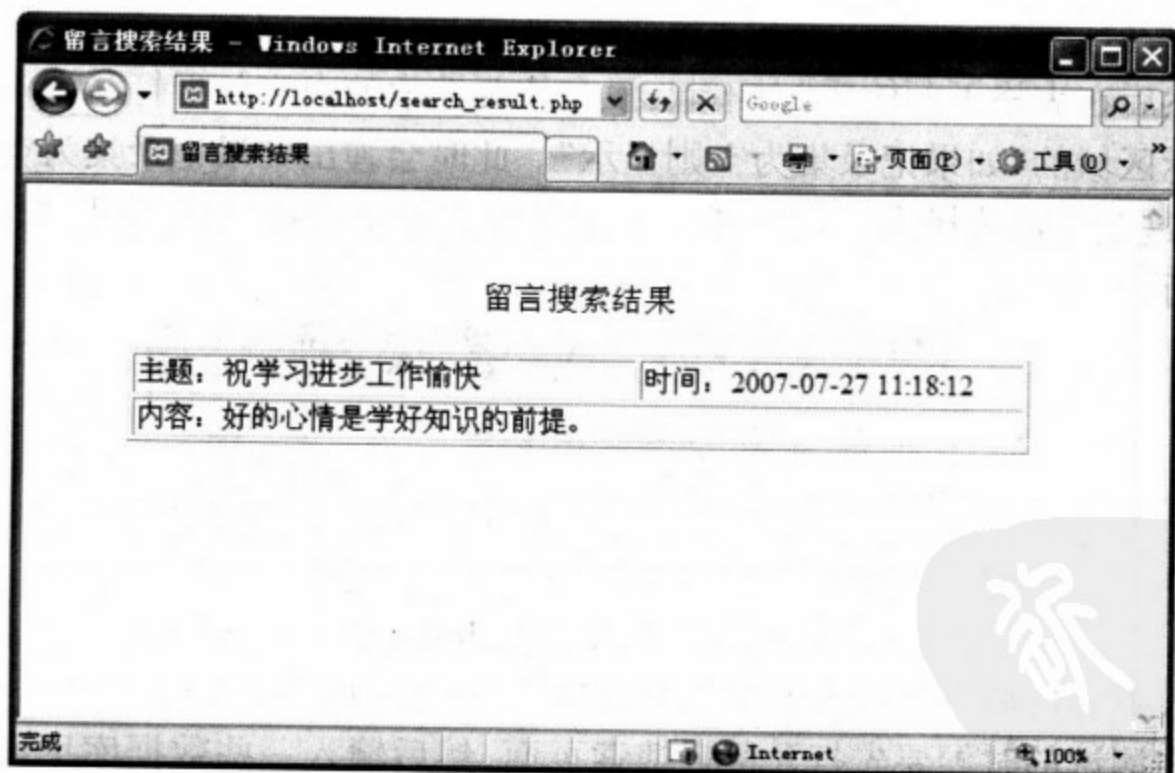 留言搜索结果 - Windows Internet Explorer
http://localhost/search_result.php Google
留言搜索结果 页面(P) 工具(O) »
留言搜索结果
主题：祝学习进步工作愉快 时间：2007-07-27 11:18:12
内容：好的心情是学好知识的前提。
完成 Internet 100%